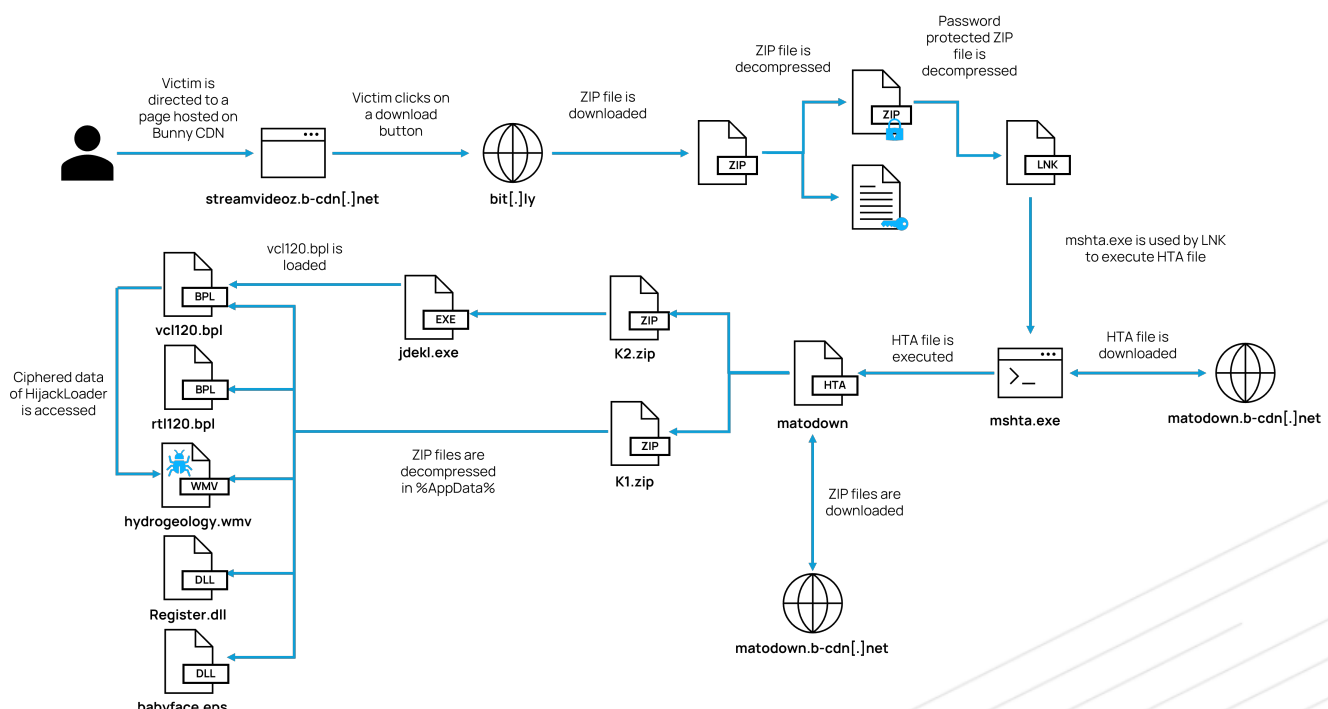 Victim is
directed to a
page hosted on
Bunny CDN
streamvideoz.b-cdn[.]net
Victim clicks on
a download
button
bit[.]ly
ZIP file is
downloaded
ZIP
ZIP file is
decompressed
ZIP
Password
protected ZIP
file is
decompressed
LNK
mshta.exe is used by LNK
to execute HTA file
HTA file is
downloaded
matodown.b-cdn[.]net
mshta.exe
HTA file is
executed
HTA
matodown
ZIP files are
downloaded
matodown.b-cdn[.]net
ZIP
K2.zip
ZIP
K1.zip
ZIP files are
decompressed
in %AppData%
EXE
jdekl.exe
vcl120.bpl is
loaded
BPL
vcl120.bpl
BPL
rtl120.bpl
Ciphered data
of HijackLoader
is accessed
WMV
hydrogeology.wmv
DLL
Register.dll
DLL
babyface.eps